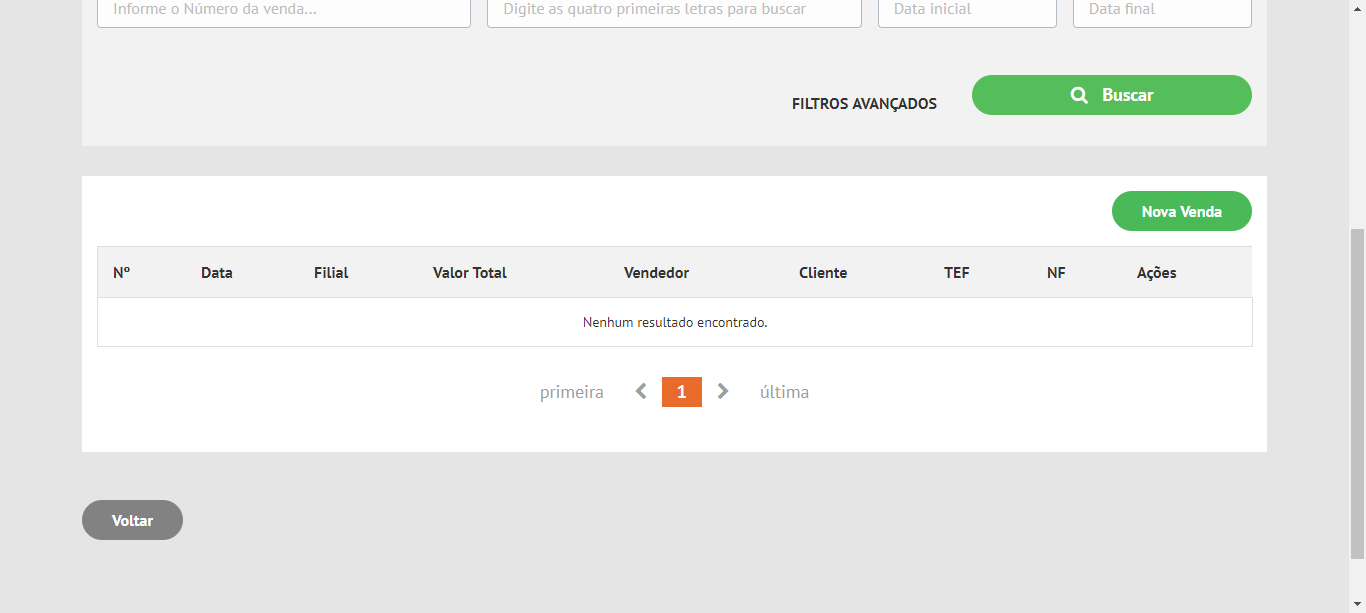 Informe o Número da venda... Digite as quatro primeiras letras para buscar Data inicial Data final
FILTROS AVANÇADOS Buscar
Nova Venda
Nº Data Filial Valor Total Vendedor Cliente TEF NF Ações
Nenhum resultado encontrado.
primeira 1 última
Voltar